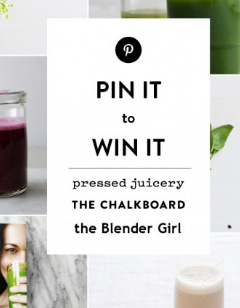 PIN IT
to
WIN IT
pressed juicery
THE CHALKBOARD
the Blender Girl